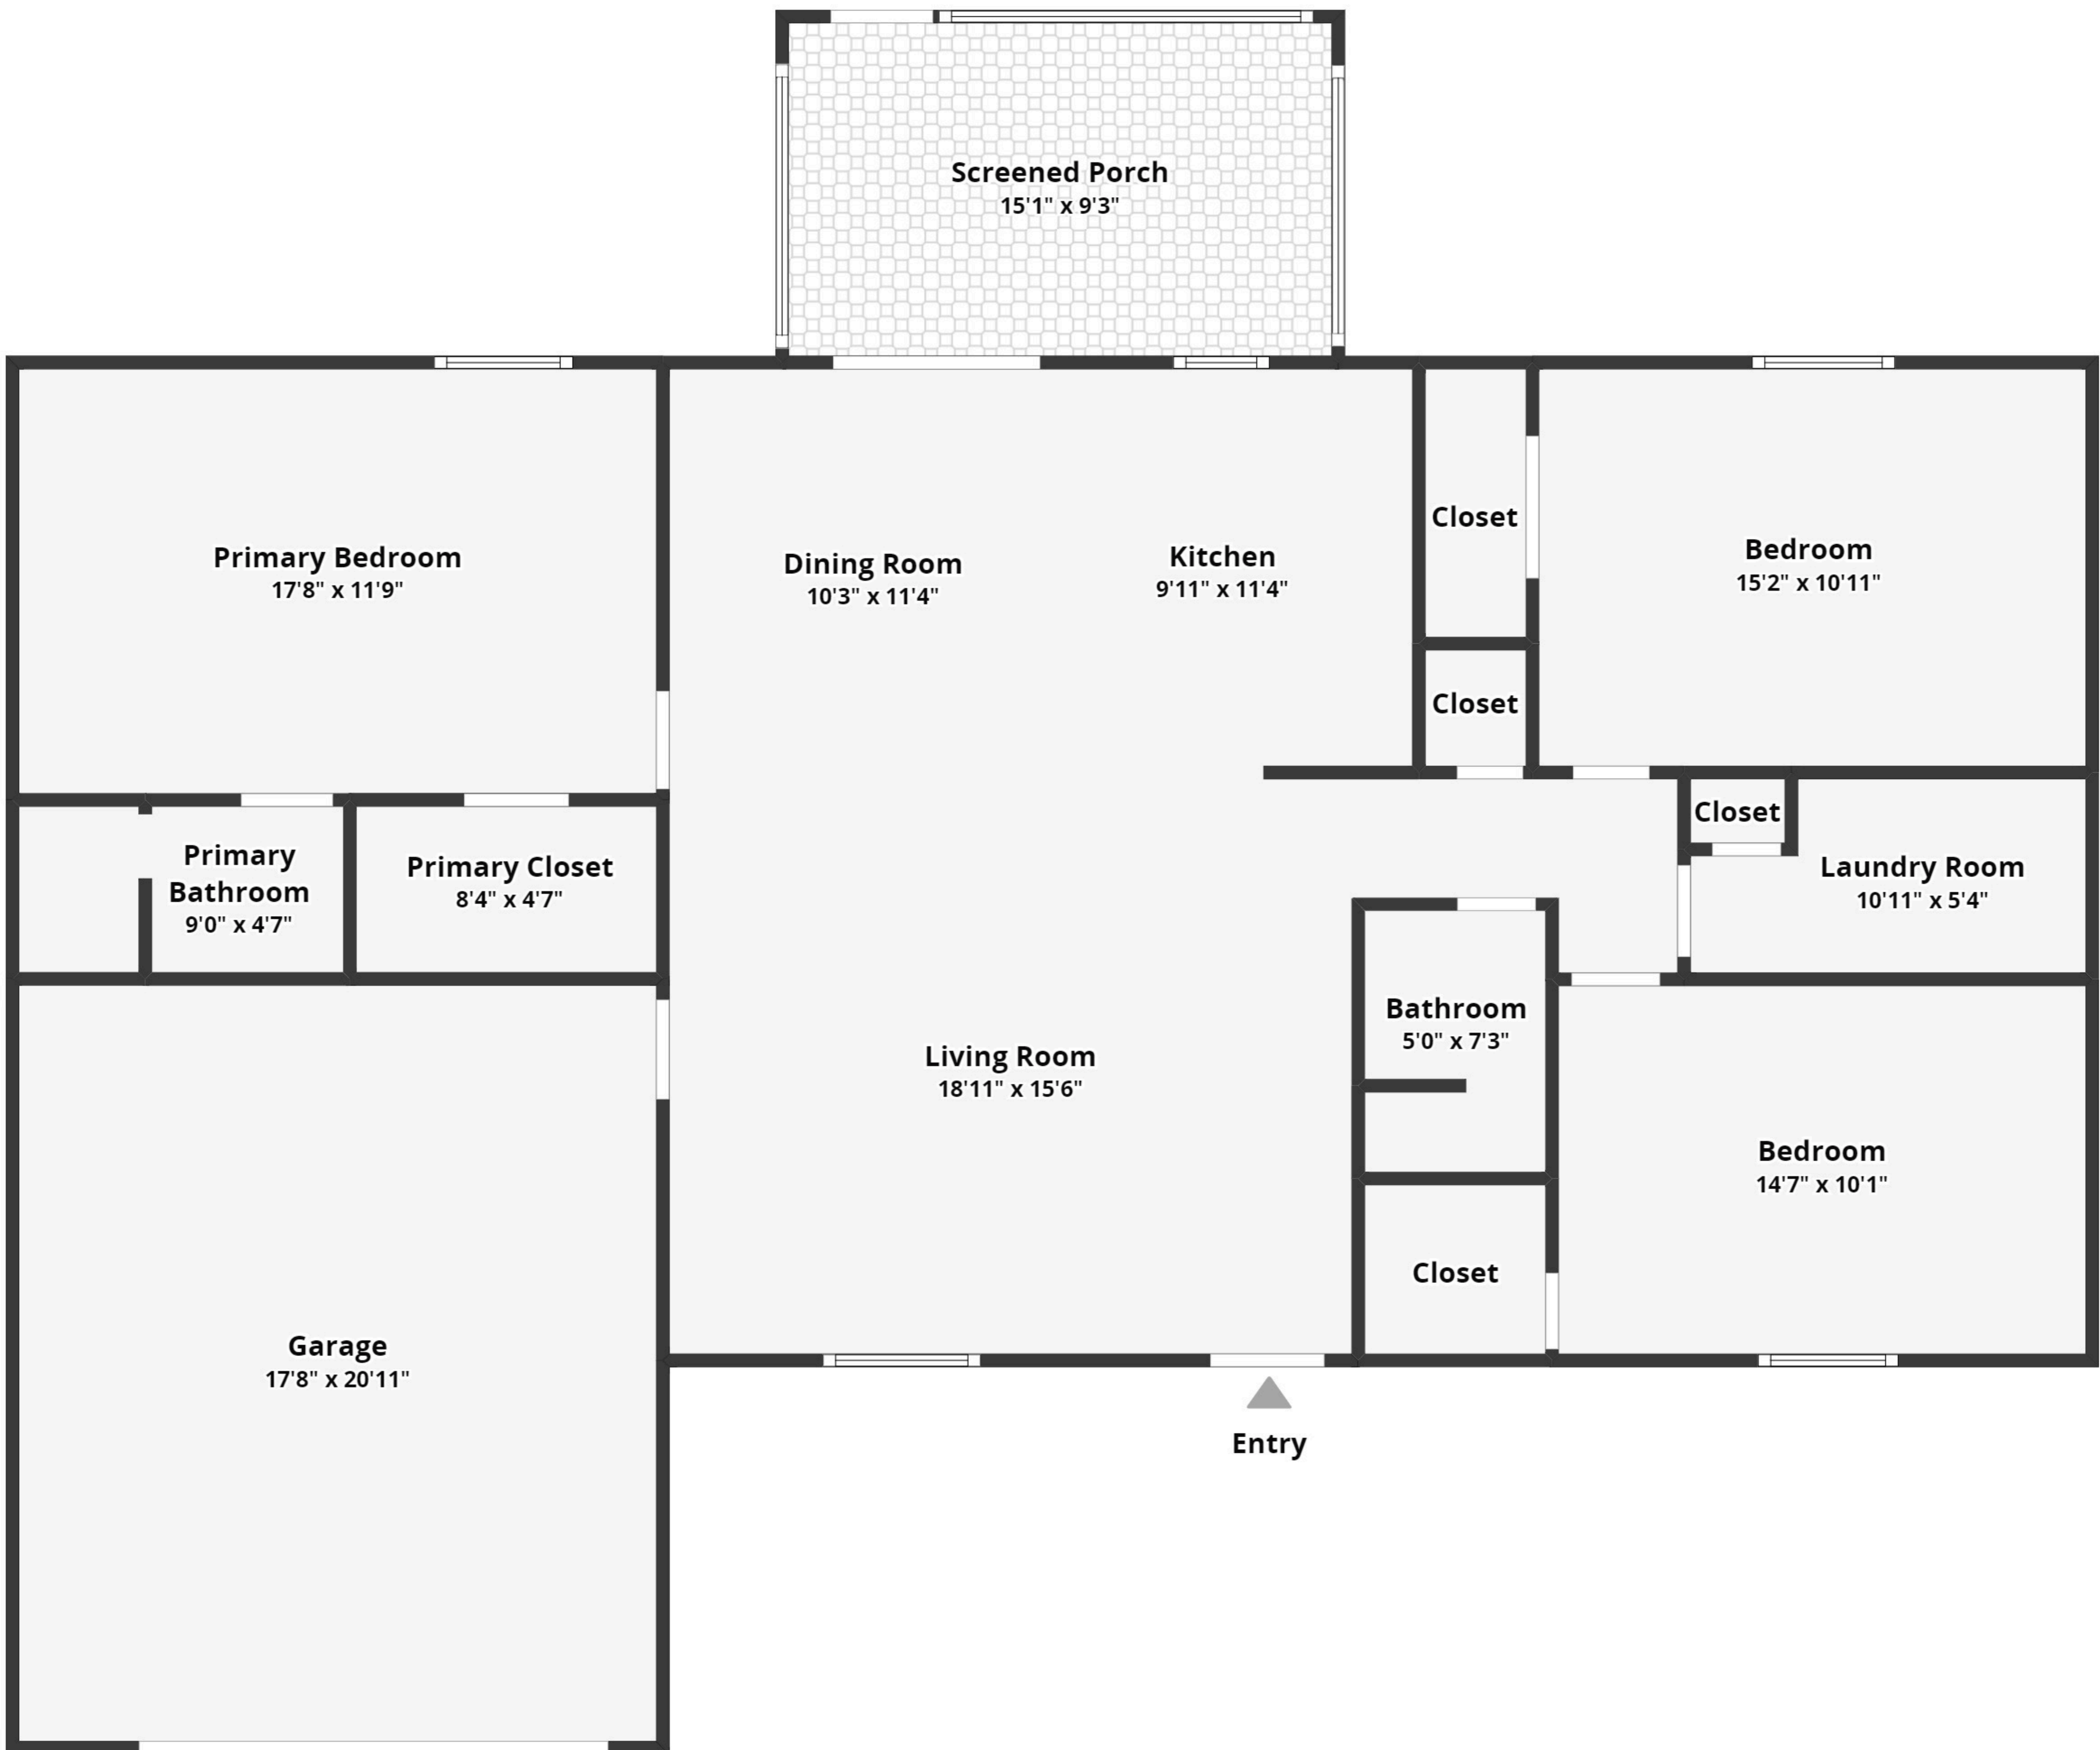 Screened Porch
15'1" x 9'3"
Primary Bedroom
17'8" x 11'9"
Dining Room
10'3" x 11'4"
Kitchen
9'11" x 11'4"
Closet
Bedroom
15'2" x 10'11"
Closet
Primary
Bathroom
9'0" x 4'7"
Primary Closet
8'4" x 4'7"
Closet
Laundry Room
10'11" x 5'4"
Living Room
18'11" x 15'6"
Bathroom
5'0" x 7'3"
Bedroom
14'7" x 10'1"
Closet
Garage
17'8" x 20'11"
Entry